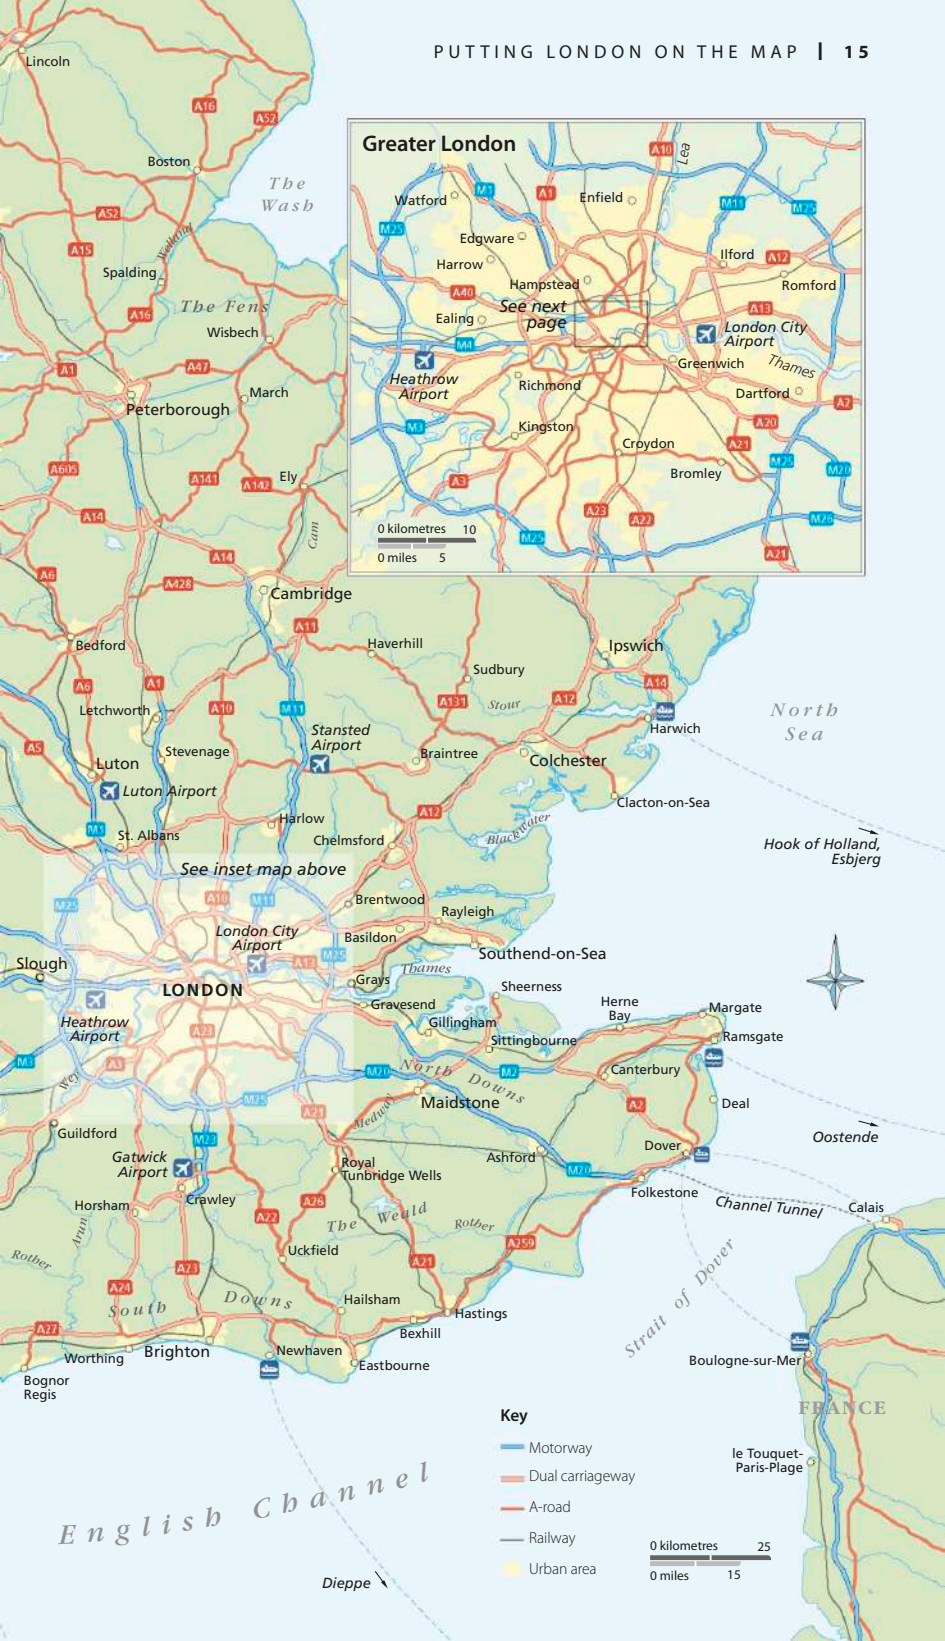 PUTTING LONDON ON THE MAP | 15
Lincoln
A16
A52
Boston
The
Wash
A52
A15
Welland
Spalding
The Fens
A16
Wisbech
A1
A47
March
Peterborough
A605
A141
A142
Ely
A14
Cam
A14
A6
A428
Cambridge
Greater London
A10
Lea
Watford
M1
A1
Enfield
M11
M25
M25
Edgware
Harrow
Ilford
A12
Hampstead
Romford
A40
See next
page
A13
Ealing
London City
Airport
M4
Greenwich
Thames
Heathrow
Airport
Richmond
Dartford
A2
M3
Kingston
A20
Croydon
A21
M25
M20
Bromley
A3
A23
A22
M26
0 kilometres 10
0 miles 5
M25
A21
A11
Bedford
Haverhill
Ipswich
Sudbury
A6
A1
A10
M11
A131
Stour
A12
A14
Letchworth
Harwich
North
Sea
Stansted
Airport
A5
Stevenage
Luton
Braintree
Colchester
Luton Airport
Clacton-on-Sea
Harlow
A12
M1
St. Albans
Chelmsford
Blackwater
Hook of Holland,
Esbjerg
See inset map above
M25
A10
M11
Brentwood
Rayleigh
London City
Airport
Basildon
A13
M25
Southend-on-Sea
Slough
Thames
Grays
LONDON
Sheerness
Heathrow
Airport
Gravesend
Herne
Bay
Margate
Gillingham
A23
Ramsgate
Sittingbourne
M3
A3
Wey
M20
North Downs
M2
Canterbury
M25
A21
Medway
Maidstone
A2
Deal
Guildford
M23
Oostende
Gatwick
Airport
Royal
Tunbridge Wells
Ashford
M20
Dover
Folkestone
Horsham
Crawley
A22
A26
The Weald
Rother
Channel Tunnel
Calais
Arun
Rother
Uckfield
A259
A21
A24
A23
Strait of Dover
South Downs
Hailsham
Hastings
A27
Bexhill
Worthing
Brighton
Newhaven
Eastbourne
Boulogne-sur-Mer
Bognor
Regis
FRANCE
Key
Motorway
Dual carriageway
A-road
Railway
Urban area
le Touquet-
Paris-Plage
English Channel
0 kilometres 25
0 miles 15
Dieppe